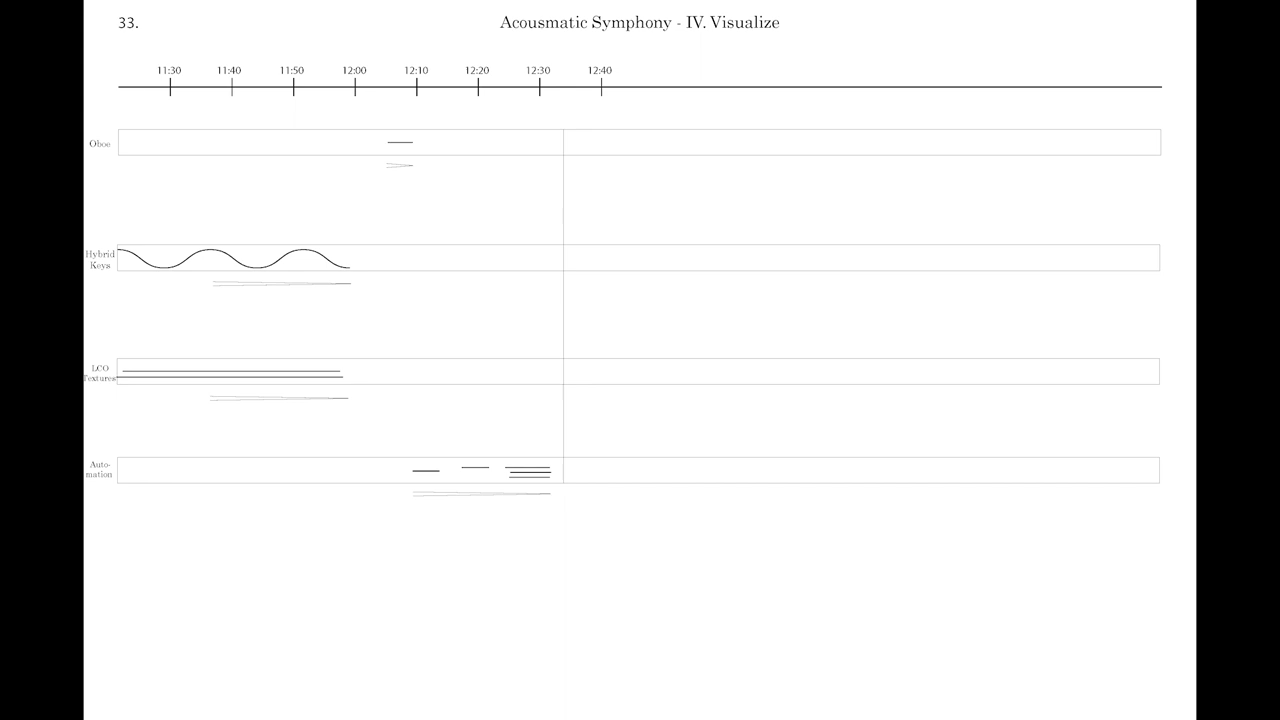 33.
Acousmatic Symphony - IV. Visualize
11:30 11:40 11:50 12:00 12:10 12:20 12:30 12:40
Oboe
Hybrid
Keys
LCO
Textures
Auto-
mation